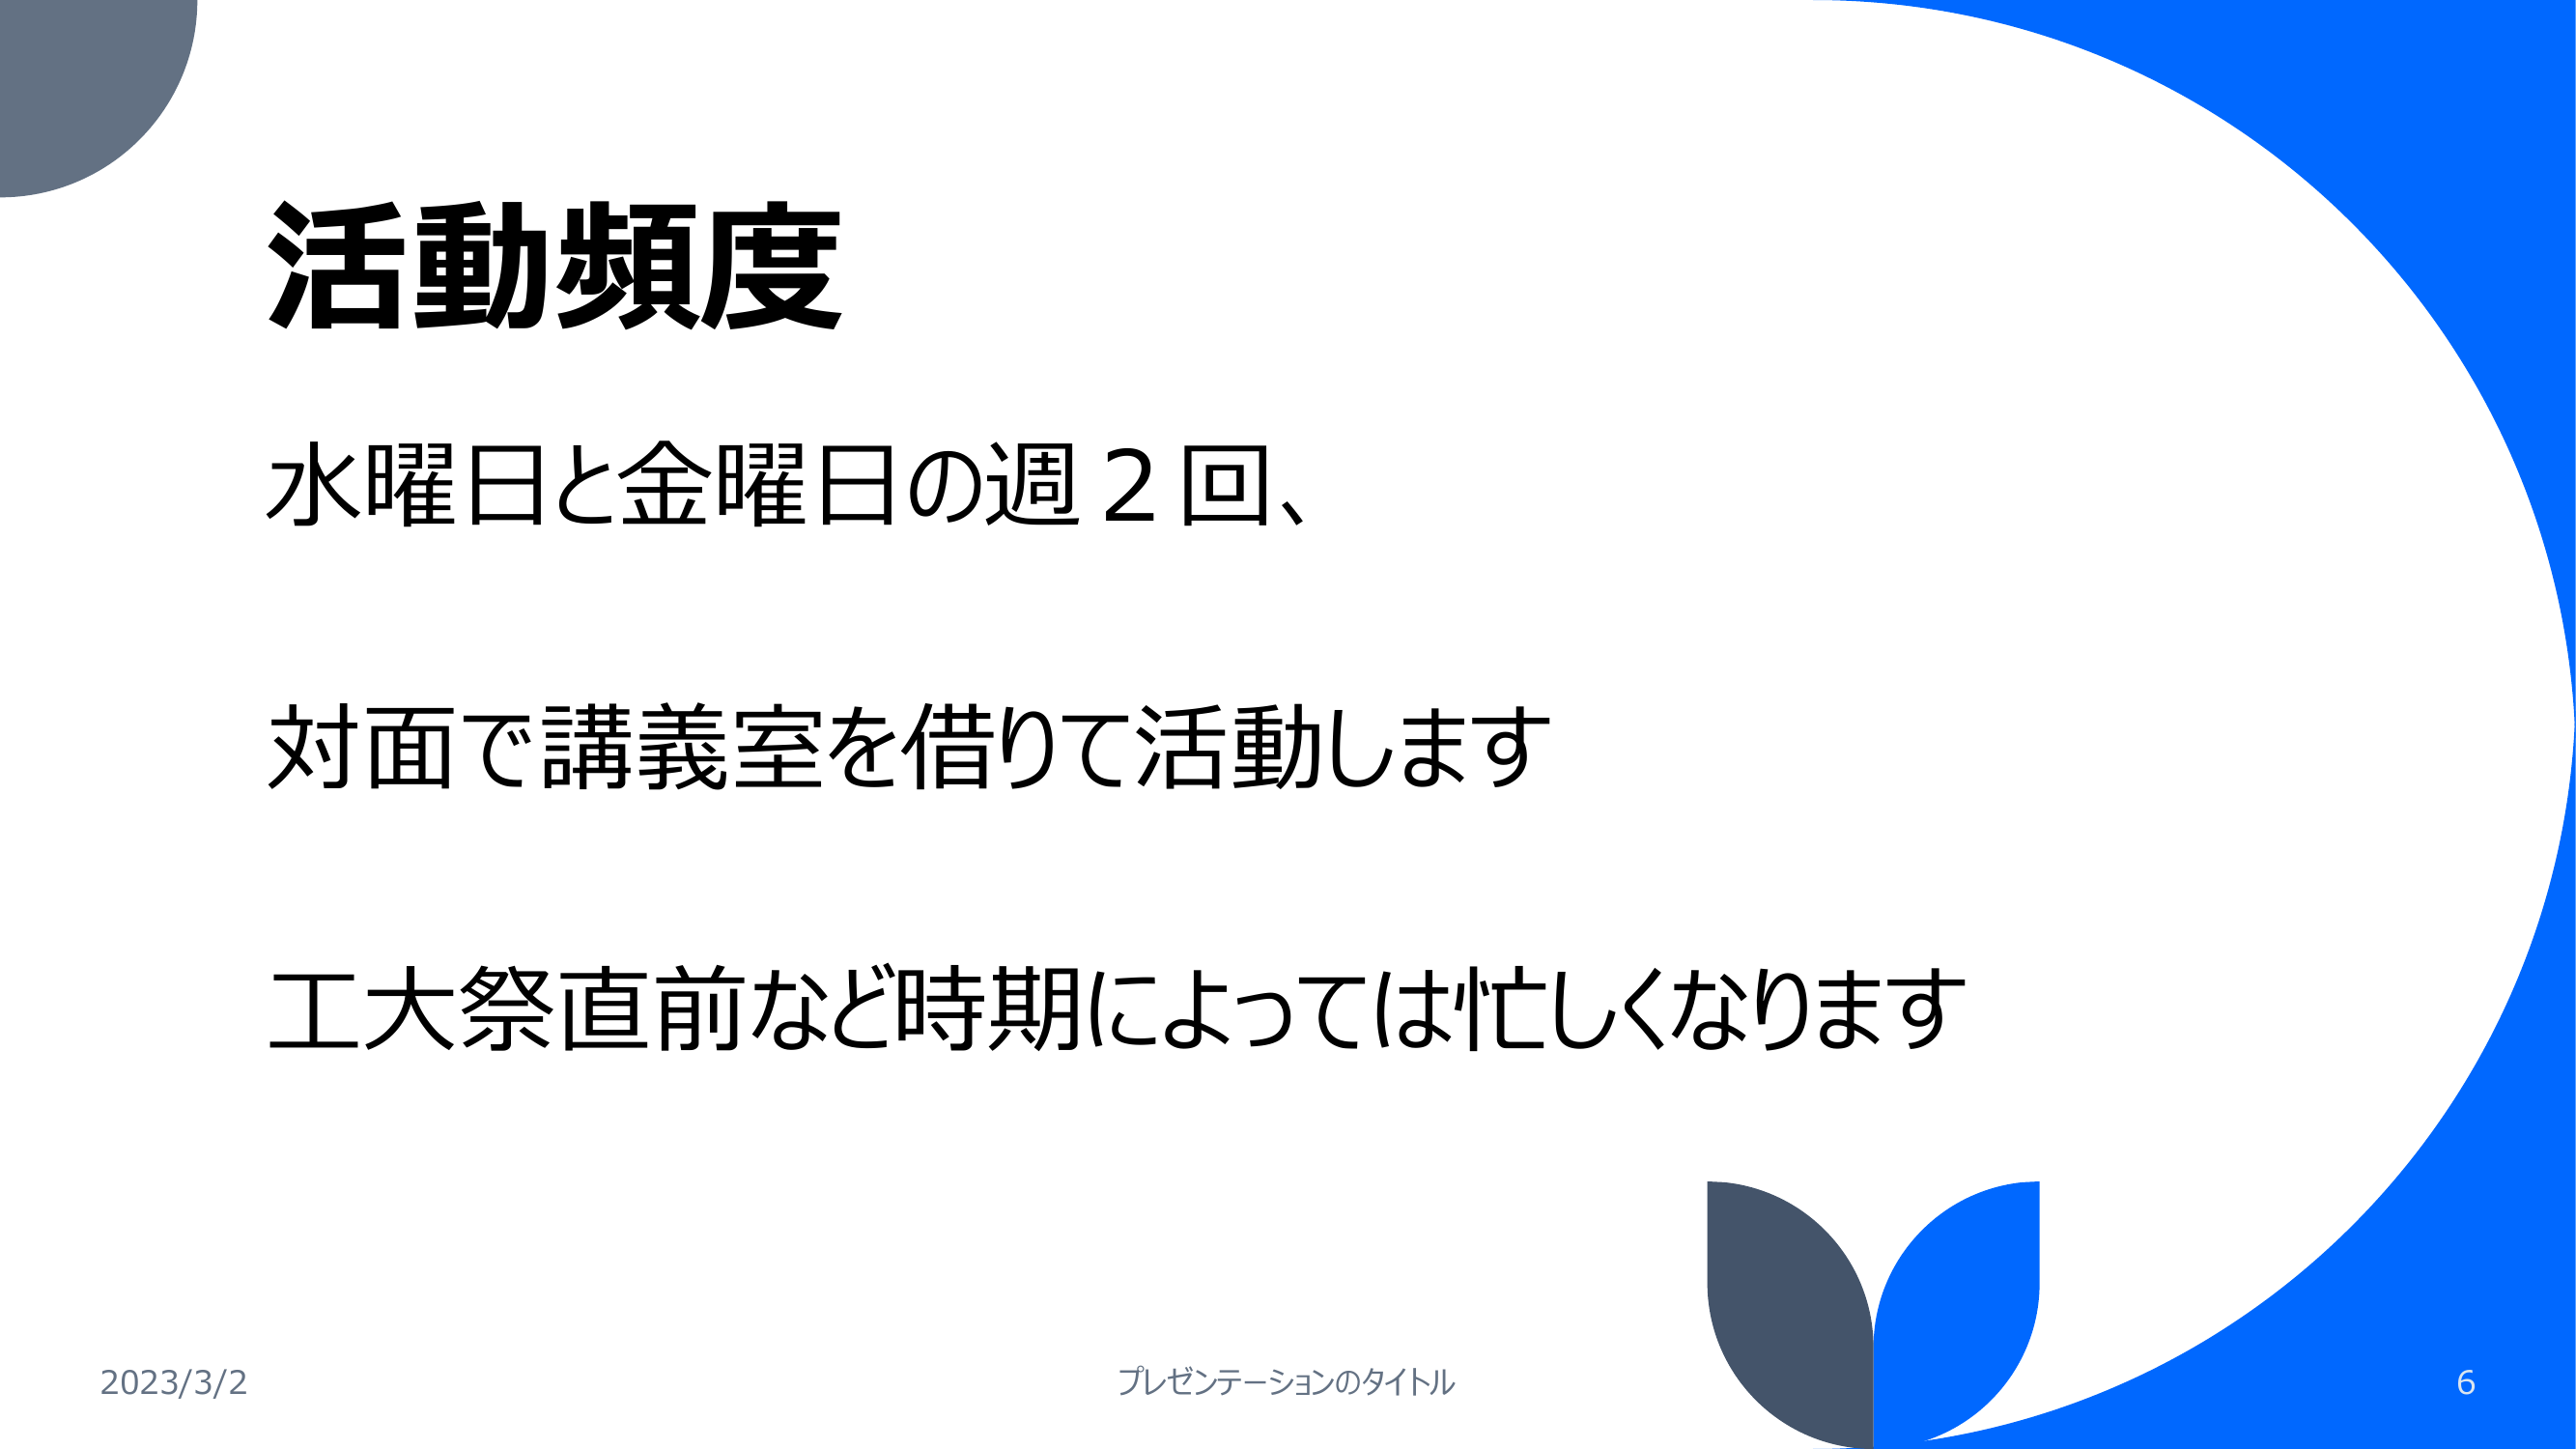 活動頻度
水曜日と金曜日の週２回、
対面で講義室を借りて活動します
工大祭直前など時期によっては忙しくなります
2023/3/2
プレゼンテーションのタイトル
6